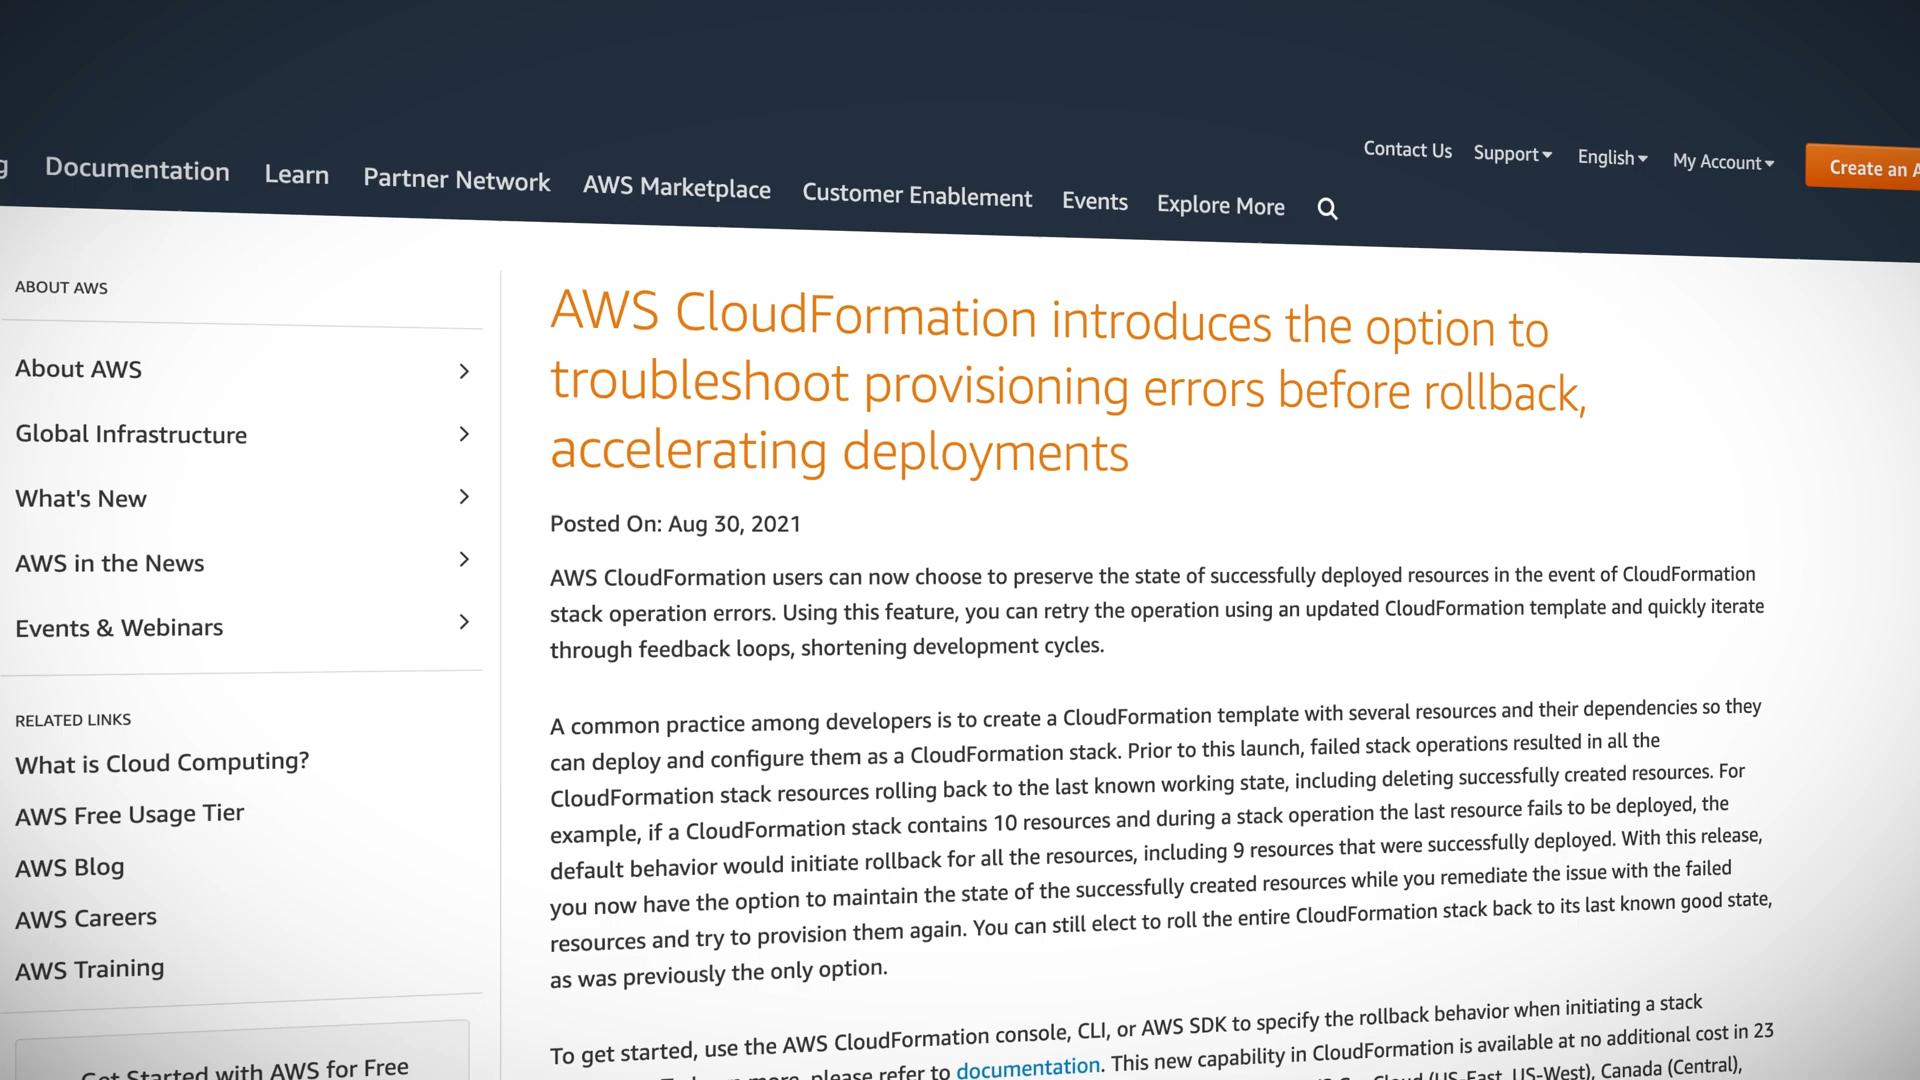 Documentation Learn Partner Network AWS Marketplace Customer Enablement Events Explore More
Contact Us Support English My Account Create an
ABOUT AWS
About AWS
Global Infrastructure
What's New
AWS in the News
Events & Webinars
RELATED LINKS
What is Cloud Computing?
AWS Free Usage Tier
AWS Blog
AWS Careers
AWS Training
Get Started with AWS for Free
AWS CloudFormation introduces the option to
troubleshoot provisioning errors before rollback,
accelerating deployments
Posted On: Aug 30, 2021
AWS CloudFormation users can now choose to preserve the state of successfully deployed resources in the event of CloudFormation
stack operation errors. Using this feature, you can retry the operation using an updated CloudFormation template and quickly iterate
through feedback loops, shortening development cycles.
A common practice among developers is to create a CloudFormation template with several resources and their dependencies so they
can deploy and configure them as a CloudFormation stack. Prior to this launch, failed stack operations resulted in all the
CloudFormation stack resources rolling back to the last known working state, including deleting successfully created resources. For
example, if a CloudFormation stack contains 10 resources and during a stack operation the last resource fails to be deployed, the
default behavior would initiate rollback for all the resources, including 9 resources that were successfully deployed. With this release,
you now have the option to maintain the state of the successfully created resources while you remediate the issue with the failed
resources and try to provision them again. You can still elect to roll the entire CloudFormation stack back to its last known good state,
as was previously the only option.
To get started, use the AWS CloudFormation console, CLI, or AWS SDK to specify the rollback behavior when initiating a stack
please refer to documentation. This new capability in CloudFormation is available at no additional cost in 23
(US-East, US-West), Canada (Central),